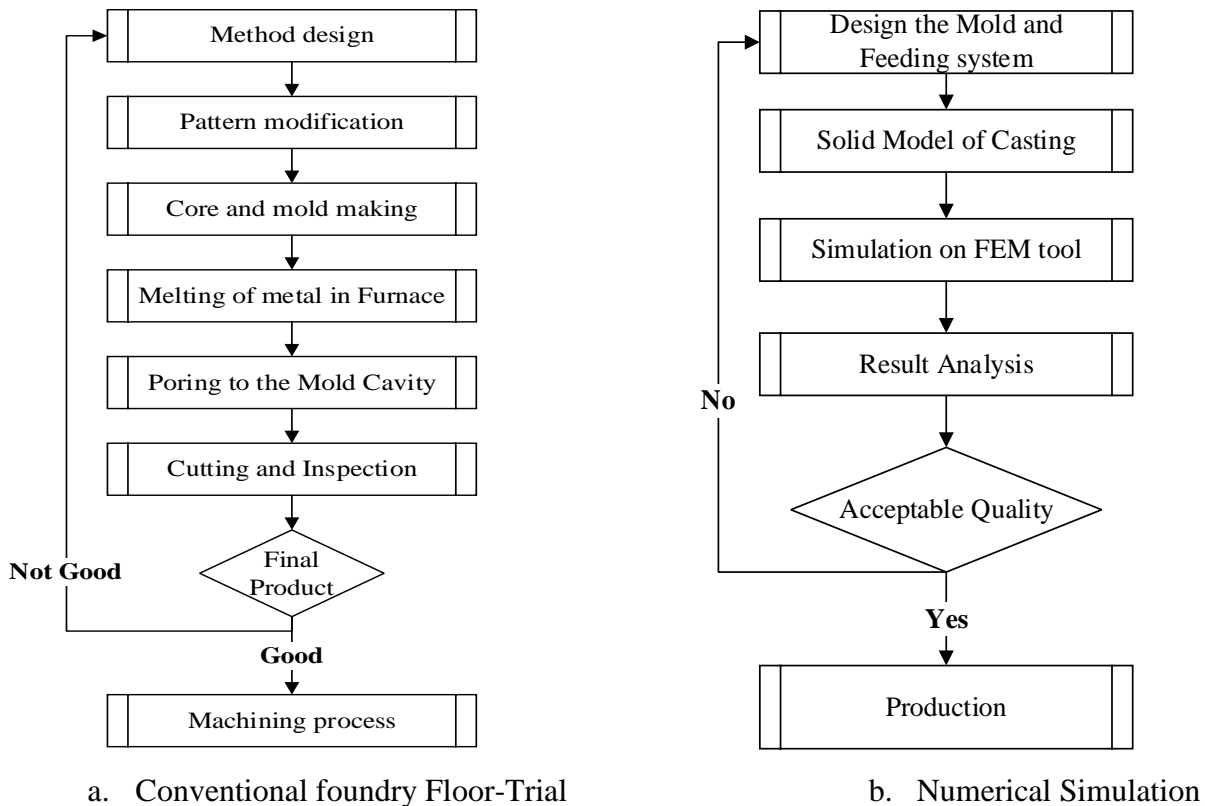 Method design
Pattern modification
Core and mold making
Melting of metal in Furnace
Poring to the Mold Cavity
Cutting and Inspection
Final
Product
Not Good
Good
Machining process
a. Conventional foundry Floor-Trial
Design the Mold and
Feeding system
Solid Model of Casting
Simulation on FEM tool
Result Analysis
No
Acceptable Quality
Yes
Production
b. Numerical Simulation